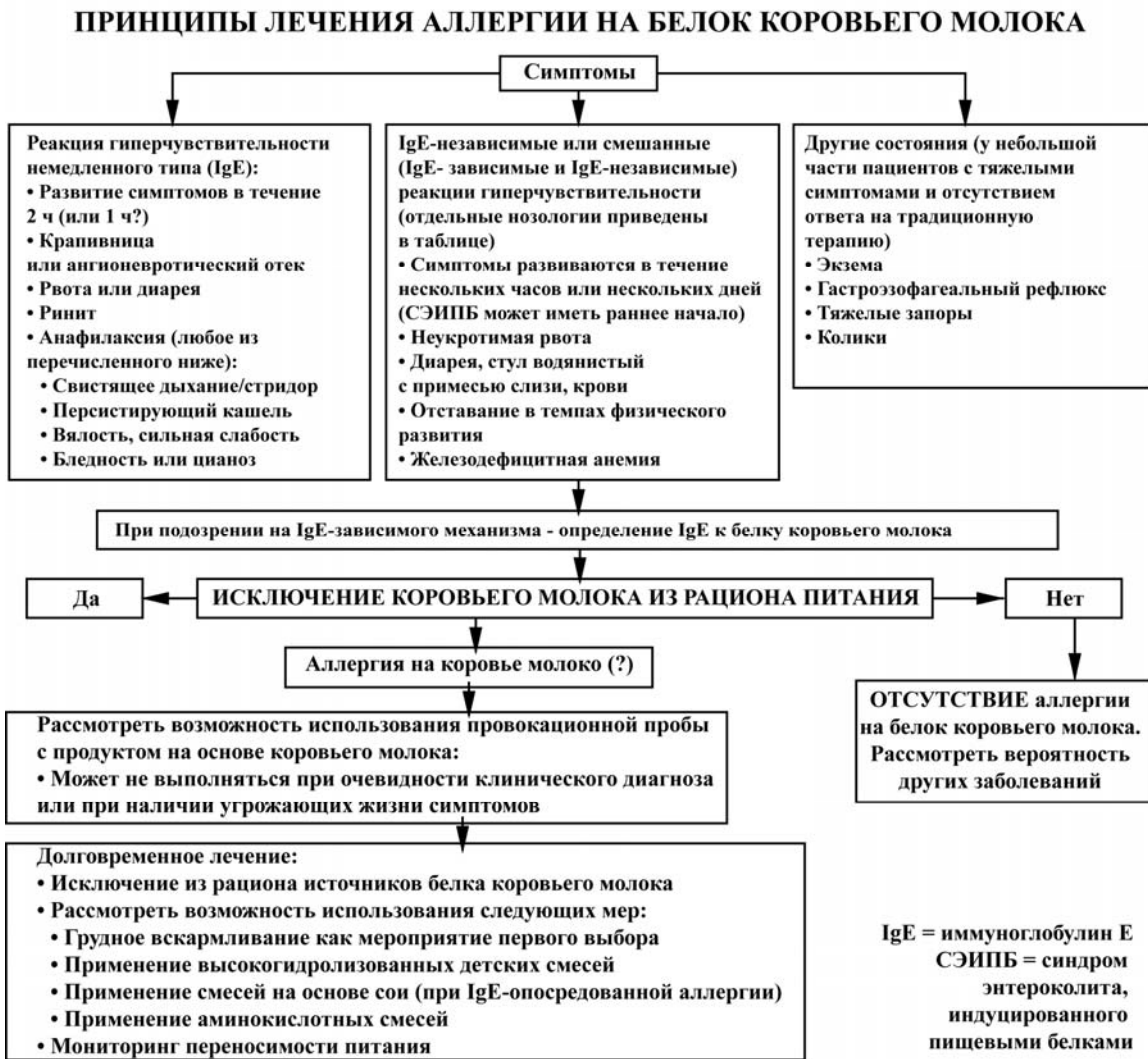 ПРИНЦИПЫ ЛЕЧЕНИЯ АЛЛЕРГИИ НА БЕЛОК КОРОВЬЕГО МОЛОКА
Симптомы
Реакция гиперчувствительности
немедленного типа (IgE):
• Развитие симптомов в течение
2 ч (или 1 ч?)
• Крапивница
или ангионевротический отек
• Рвота или диарея
• Ринит
• Анафилаксия (любое из
перечисленного ниже):
• Свистящее дыхание/стридор
• Персистирующий кашель
• Вялость, сильная слабость
• Бледность или цианоз
IgE-независимые или смешанные
(IgE- зависимые и IgE-независимые)
реакции гиперчувствительности
(отдельные нозологии приведены
в таблице)
• Симптомы развиваются в течение
нескольких часов или нескольких дней
(СЭИПБ может иметь раннее начало)
• Неукротимая рвота
• Диарея, стул водянистый
с примесью слизи, крови
• Отставание в темпах физического
развития
• Железодефицитная анемия
Другие состояния (у небольшой
части пациентов с тяжелыми
симптомами и отсутствием
ответа на традиционную
терапию)
• Экзема
• Гастроэзофагеальный рефлюкс
• Тяжелые запоры
• Колики
При подозрении на IgE-зависимого механизма - определение IgE к белку коровьего молока
Да
ИСКЛЮЧЕНИЕ КОРОВЬЕГО МОЛОКА ИЗ РАЦИОНА ПИТАНИЯ
Нет
Аллергия на коровье молоко (?)
ОТСУТСТВИЕ аллергии
на белок коровьего молока.
Рассмотреть вероятность
других заболеваний
Рассмотреть возможность использования провокационной пробы
с продуктом на основе коровьего молока:
• Может не выполняться при очевидности клинического диагноза
или при наличии угрожающих жизни симптомов
Долговременное лечение:
• Исключение из рациона источников белка коровьего молока
• Рассмотреть возможность использования следующих мер:
• Грудное вскармливание как мероприятие первого выбора
• Применение высокогидролизованных детских смесей
• Применение смесей на основе сои (при IgE-опосредованной аллергии)
• Применение аминокислотных смесей
• Мониторинг переносимости питания
IgE = иммуноглобулин Е
СЭИПБ = синдром
энтероколита,
индуцированного
пищевыми белками